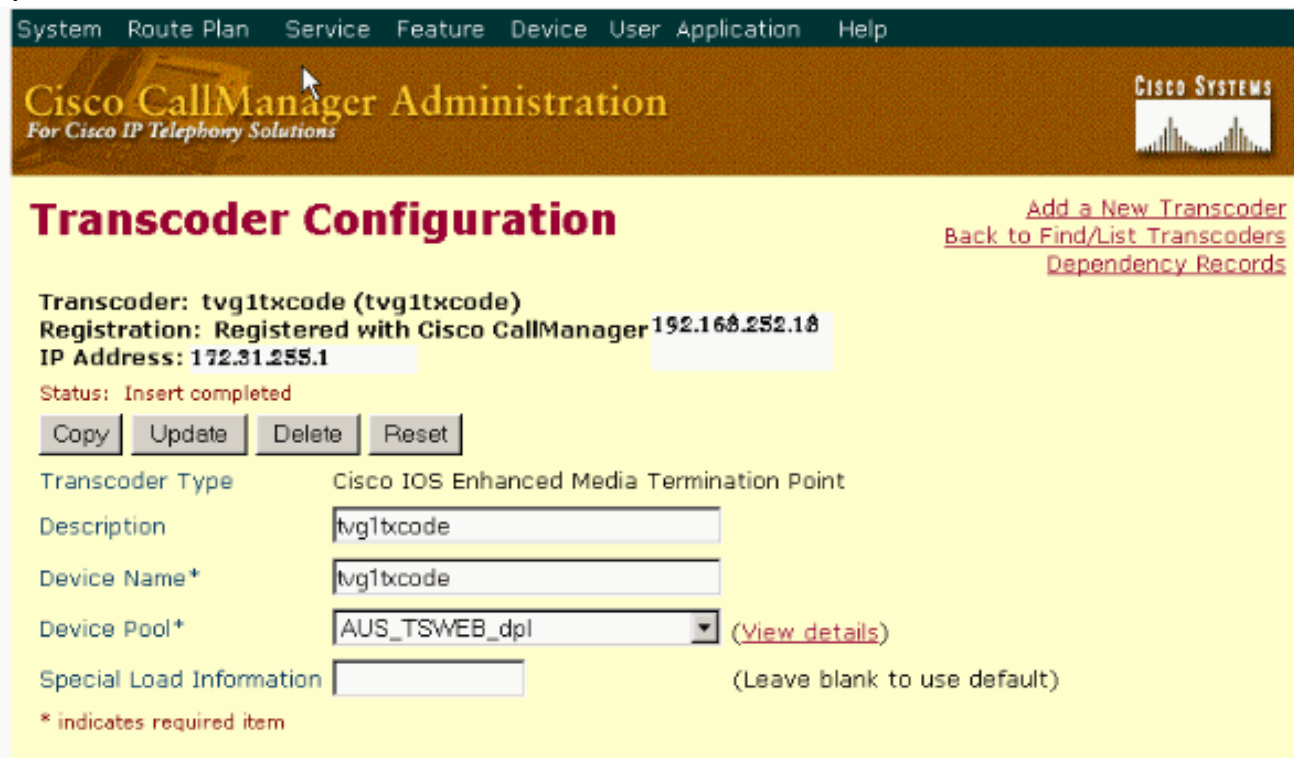 System Route Plan Service Feature Device User Application Help
Cisco CallManager Administration
For Cisco IP Telephony Solutions
CISCO SYSTEMS
Transcoder Configuration
Add a New Transcoder
Back to Find/List Transcoders
Dependency Records
Transcoder: tvg1txcode (tvg1txcode)
Registration: Registered with Cisco CallManager 192.168.252.18
IP Address: 172.31.255.1
Status: Insert completed
Copy Update Delete Reset
Transcoder Type Cisco IOS Enhanced Media Termination Point
Description tvg1txcode
Device Name* tvg1txcode
Device Pool* AUS_TSWEB_dpl (View details)
Special Load Information (Leave blank to use default)
* indicates required item